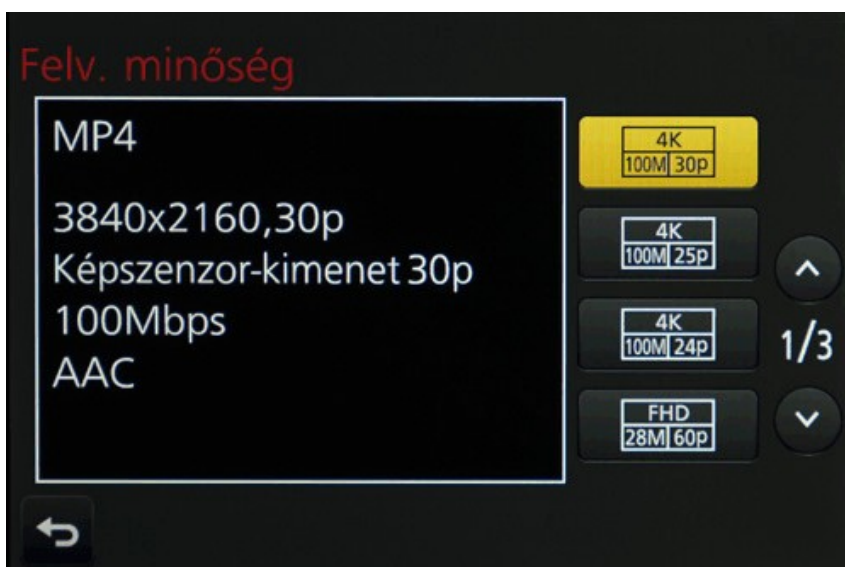 Felv. minőség
MP4
3840x2160,30p
Képszenzor-kimenet 30p
100Mbps
AAC
4K
100M 30p
4K
100M 25p
4K
100M 24p
FHD
28M 60p
1/3